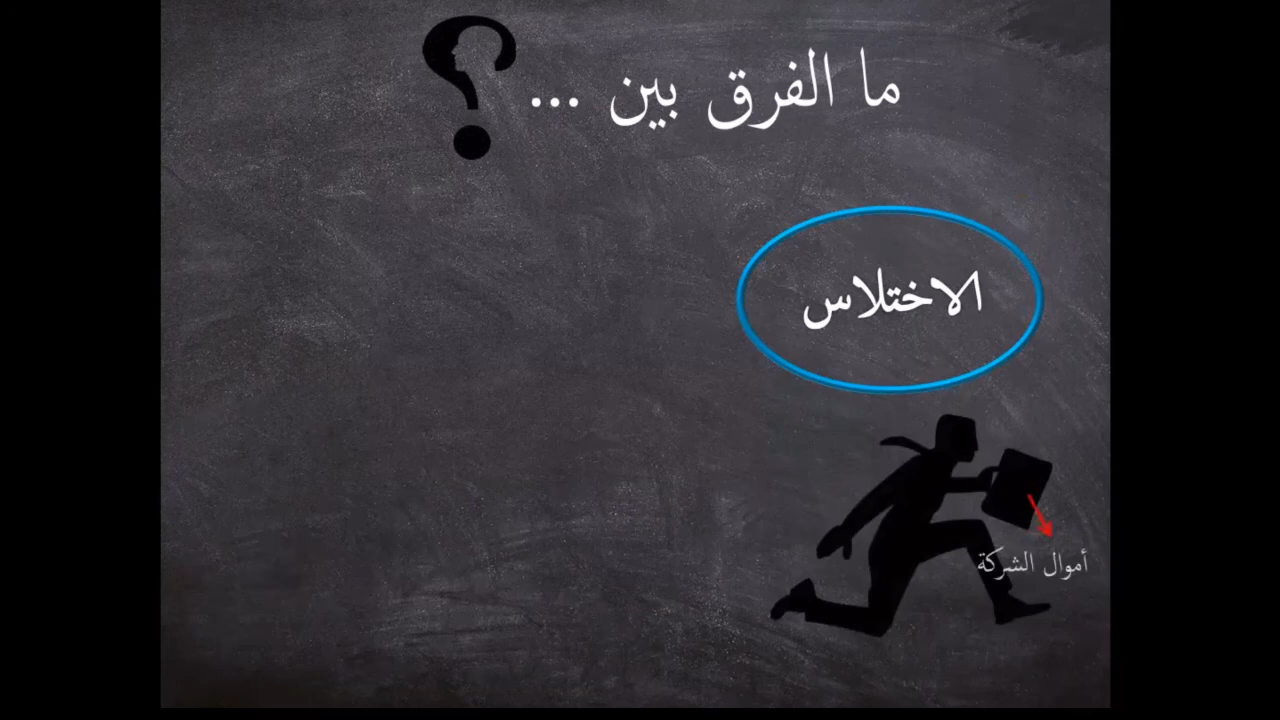 ما الفرق بين ...
الاختلاس
أموال الشركة